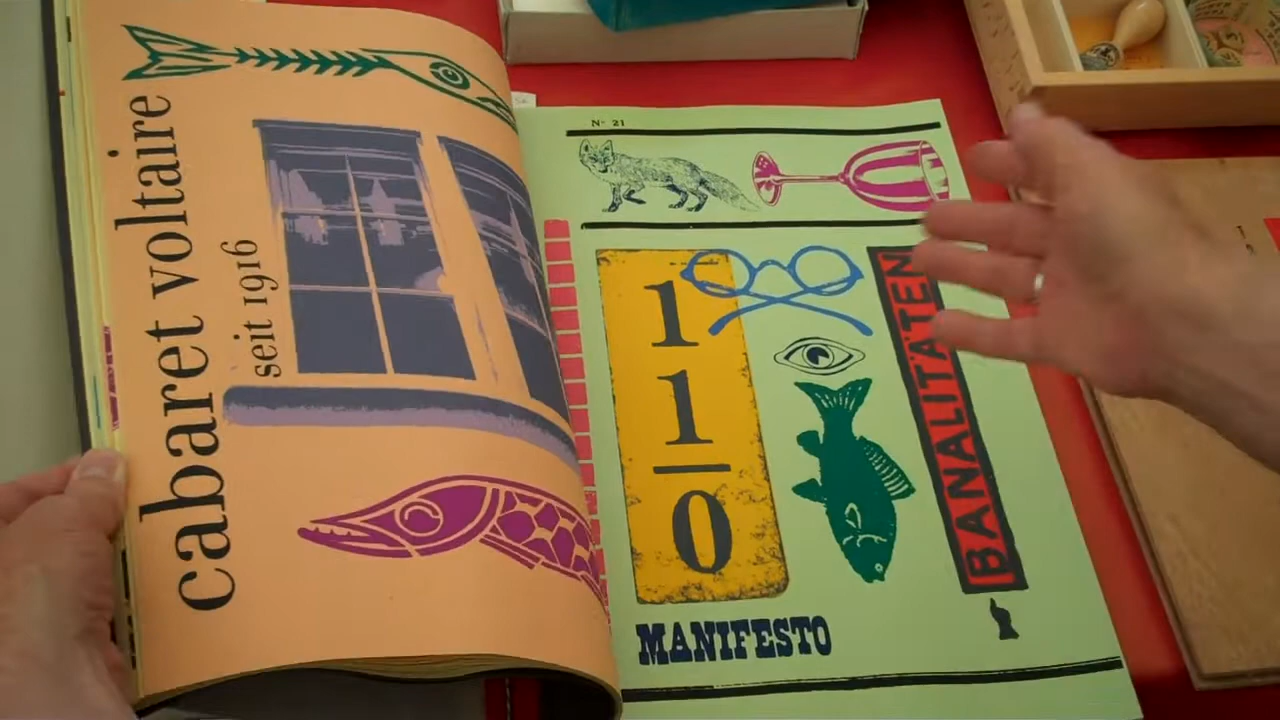 cabaret voltaire
seit 1916
Nº 21
1
1
0
BANALITÄTEN
MANIFESTO